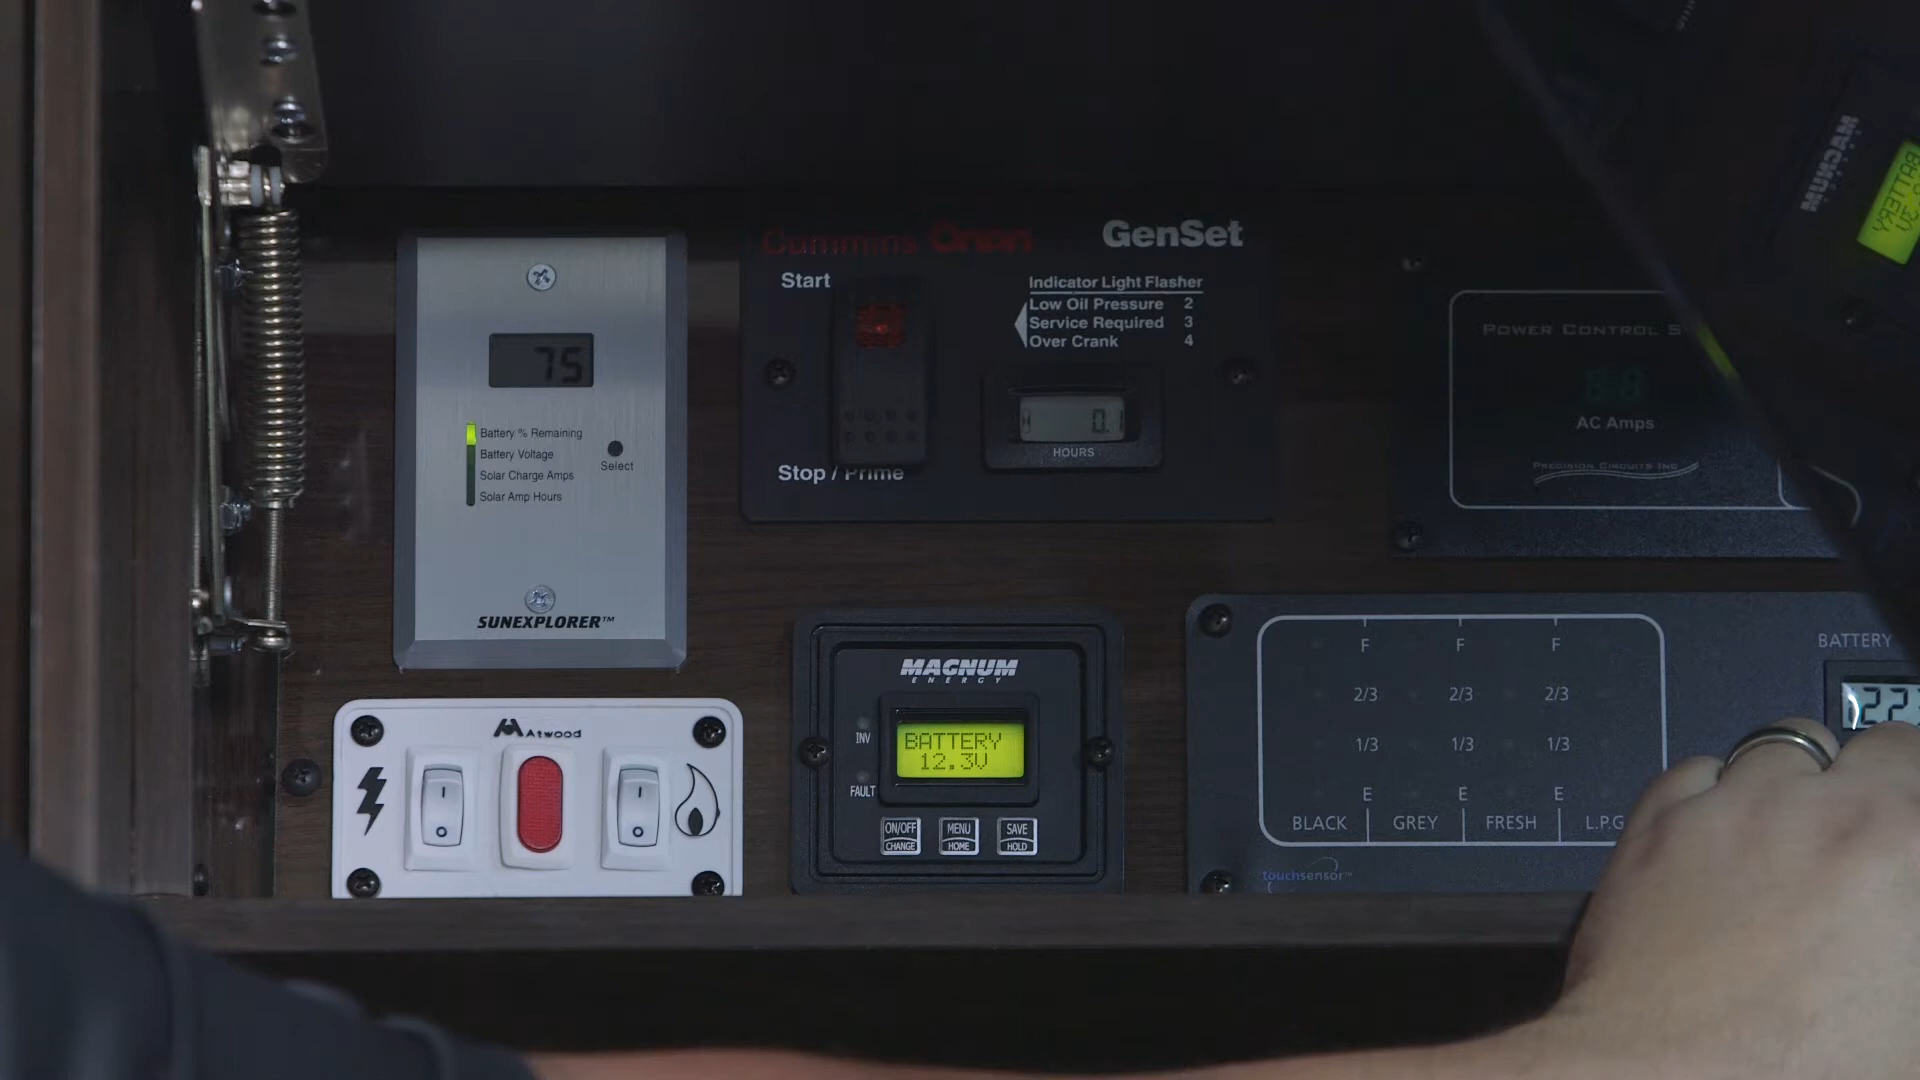 75
Battery % Remaining
Battery Voltage
Solar Charge Amps
Solar Amp Hours
Select
SUNEXPLORER™
Cummins Onan
GenSet
Start
Stop / Prime
Indicator Light Flasher
Low Oil Pressure 2
Service Required 3
Over Crank 4
0.1
HOURS
POWER CONTROL S
AC Amps
PRECISION CIRCUITS INC
Atwood
I
O
I
O
MAGNUM
ENERGY
INV
FAULT
BATTERY
12.3V
ON/OFF
CHANGE
MENU
HOME
SAVE
HOLD
F F F
2/3 2/3 2/3
1/3 1/3 1/3
E E E
BLACK GREY FRESH L.P.G
touchsensor™
BATTERY
MAGNUM
BATTERY